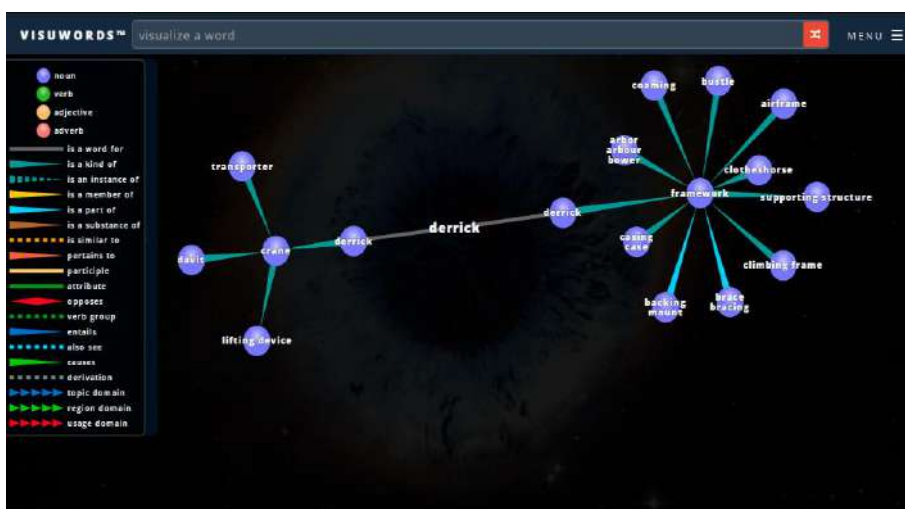 VISUWORDS™ visualize a word MENU
noun
verb
adjective
adverb
is a word for
is a kind of
is an instance of
is a member of
is a part of
is a substance of
is similar to
pertains to
participle
attribute
opposes
verb group
entails
also see
causes
derivation
topic domain
region domain
usage domain
transporter
davit
crane
derrick
lifting device
derrick
derrick
coaming
bustle
airframe
arbor
arbour
bower
clotheshorse
framework
supporting structure
casing
case
climbing frame
backing
mount
brace
bracing